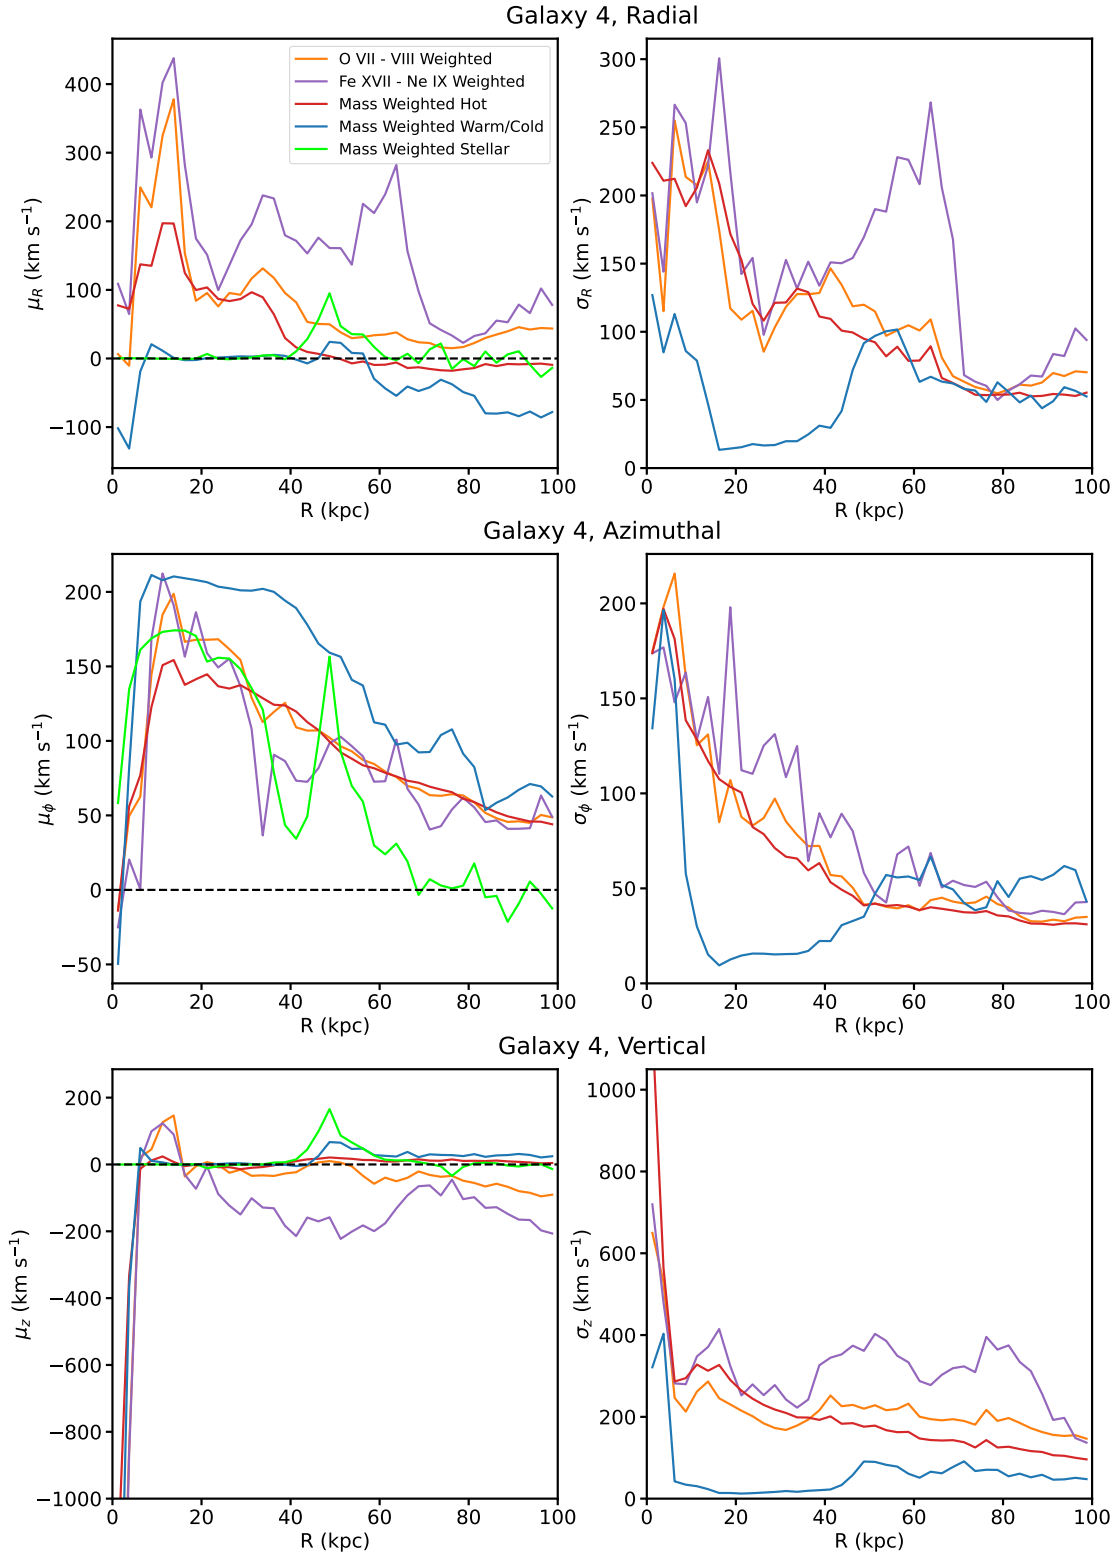 Galaxy 4, Radial
O VII - VIII Weighted
Fe XVII - Ne IX Weighted
Mass Weighted Hot
Mass Weighted Warm/Cold
Mass Weighted Stellar
400
300
200
100
0
−100
μR (km s−1)
0 20 40 60 80 100
R (kpc)
300
250
200
150
100
50
0
σR (km s−1)
0 20 40 60 80 100
R (kpc)
Galaxy 4, Azimuthal
200
150
100
50
0
−50
μϕ (km s−1)
0 20 40 60 80 100
R (kpc)
200
150
100
50
0
σϕ (km s−1)
0 20 40 60 80 100
R (kpc)
Galaxy 4, Vertical
200
0
−200
−400
−600
−800
−1000
μz (km s−1)
0 20 40 60 80 100
R (kpc)
1000
800
600
400
200
0
σz (km s−1)
0 20 40 60 80 100
R (kpc)